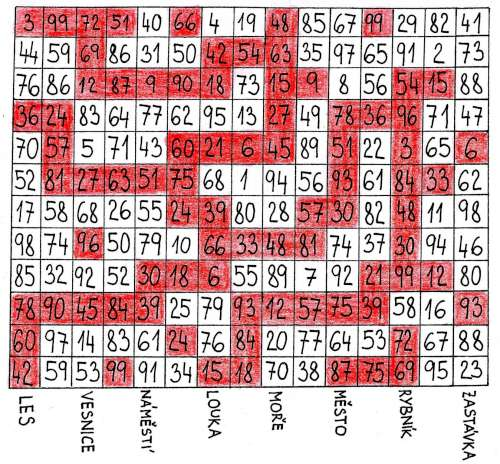 3 99 72 51 40 66 4 19 48 85 67 99 29 82 41
44 59 69 86 31 50 42 54 63 35 97 65 91 2 73
76 86 12 87 9 90 18 73 15 9 8 56 54 15 88
36 24 83 64 77 62 95 13 27 49 78 36 96 71 47
70 57 5 71 43 60 21 6 45 89 51 22 3 65 6
52 81 27 63 51 75 68 1 94 56 93 61 84 33 62
17 58 68 26 55 24 39 80 28 57 30 82 48 11 98
98 74 96 50 79 10 66 33 48 81 74 37 30 94 46
85 32 92 52 30 18 6 55 89 7 92 21 99 12 80
78 90 45 84 39 25 79 93 12 57 75 39 58 16 93
60 97 14 83 61 24 76 84 20 77 64 53 72 67 88
42 59 53 99 91 34 15 18 70 38 87 75 69 95 23
LES
VESNICE
NÁMĚSTÍ
LOUKA
MOŘE
MĚSTO
RYBNÍK
ZASTÁVKA